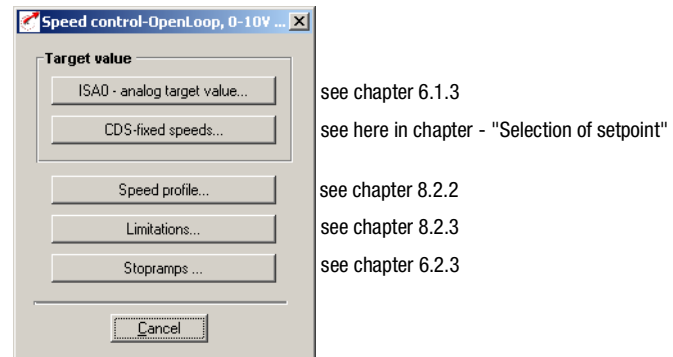 Speed control-OpenLoop, 0-10V ...
Target value
ISA0 - analog target value... see chapter 6.1.3
CDS-fixed speeds... see here in chapter - "Selection of setpoint"
Speed profile... see chapter 8.2.2
Limitations... see chapter 8.2.3
Stopramps ... see chapter 6.2.3
Cancel